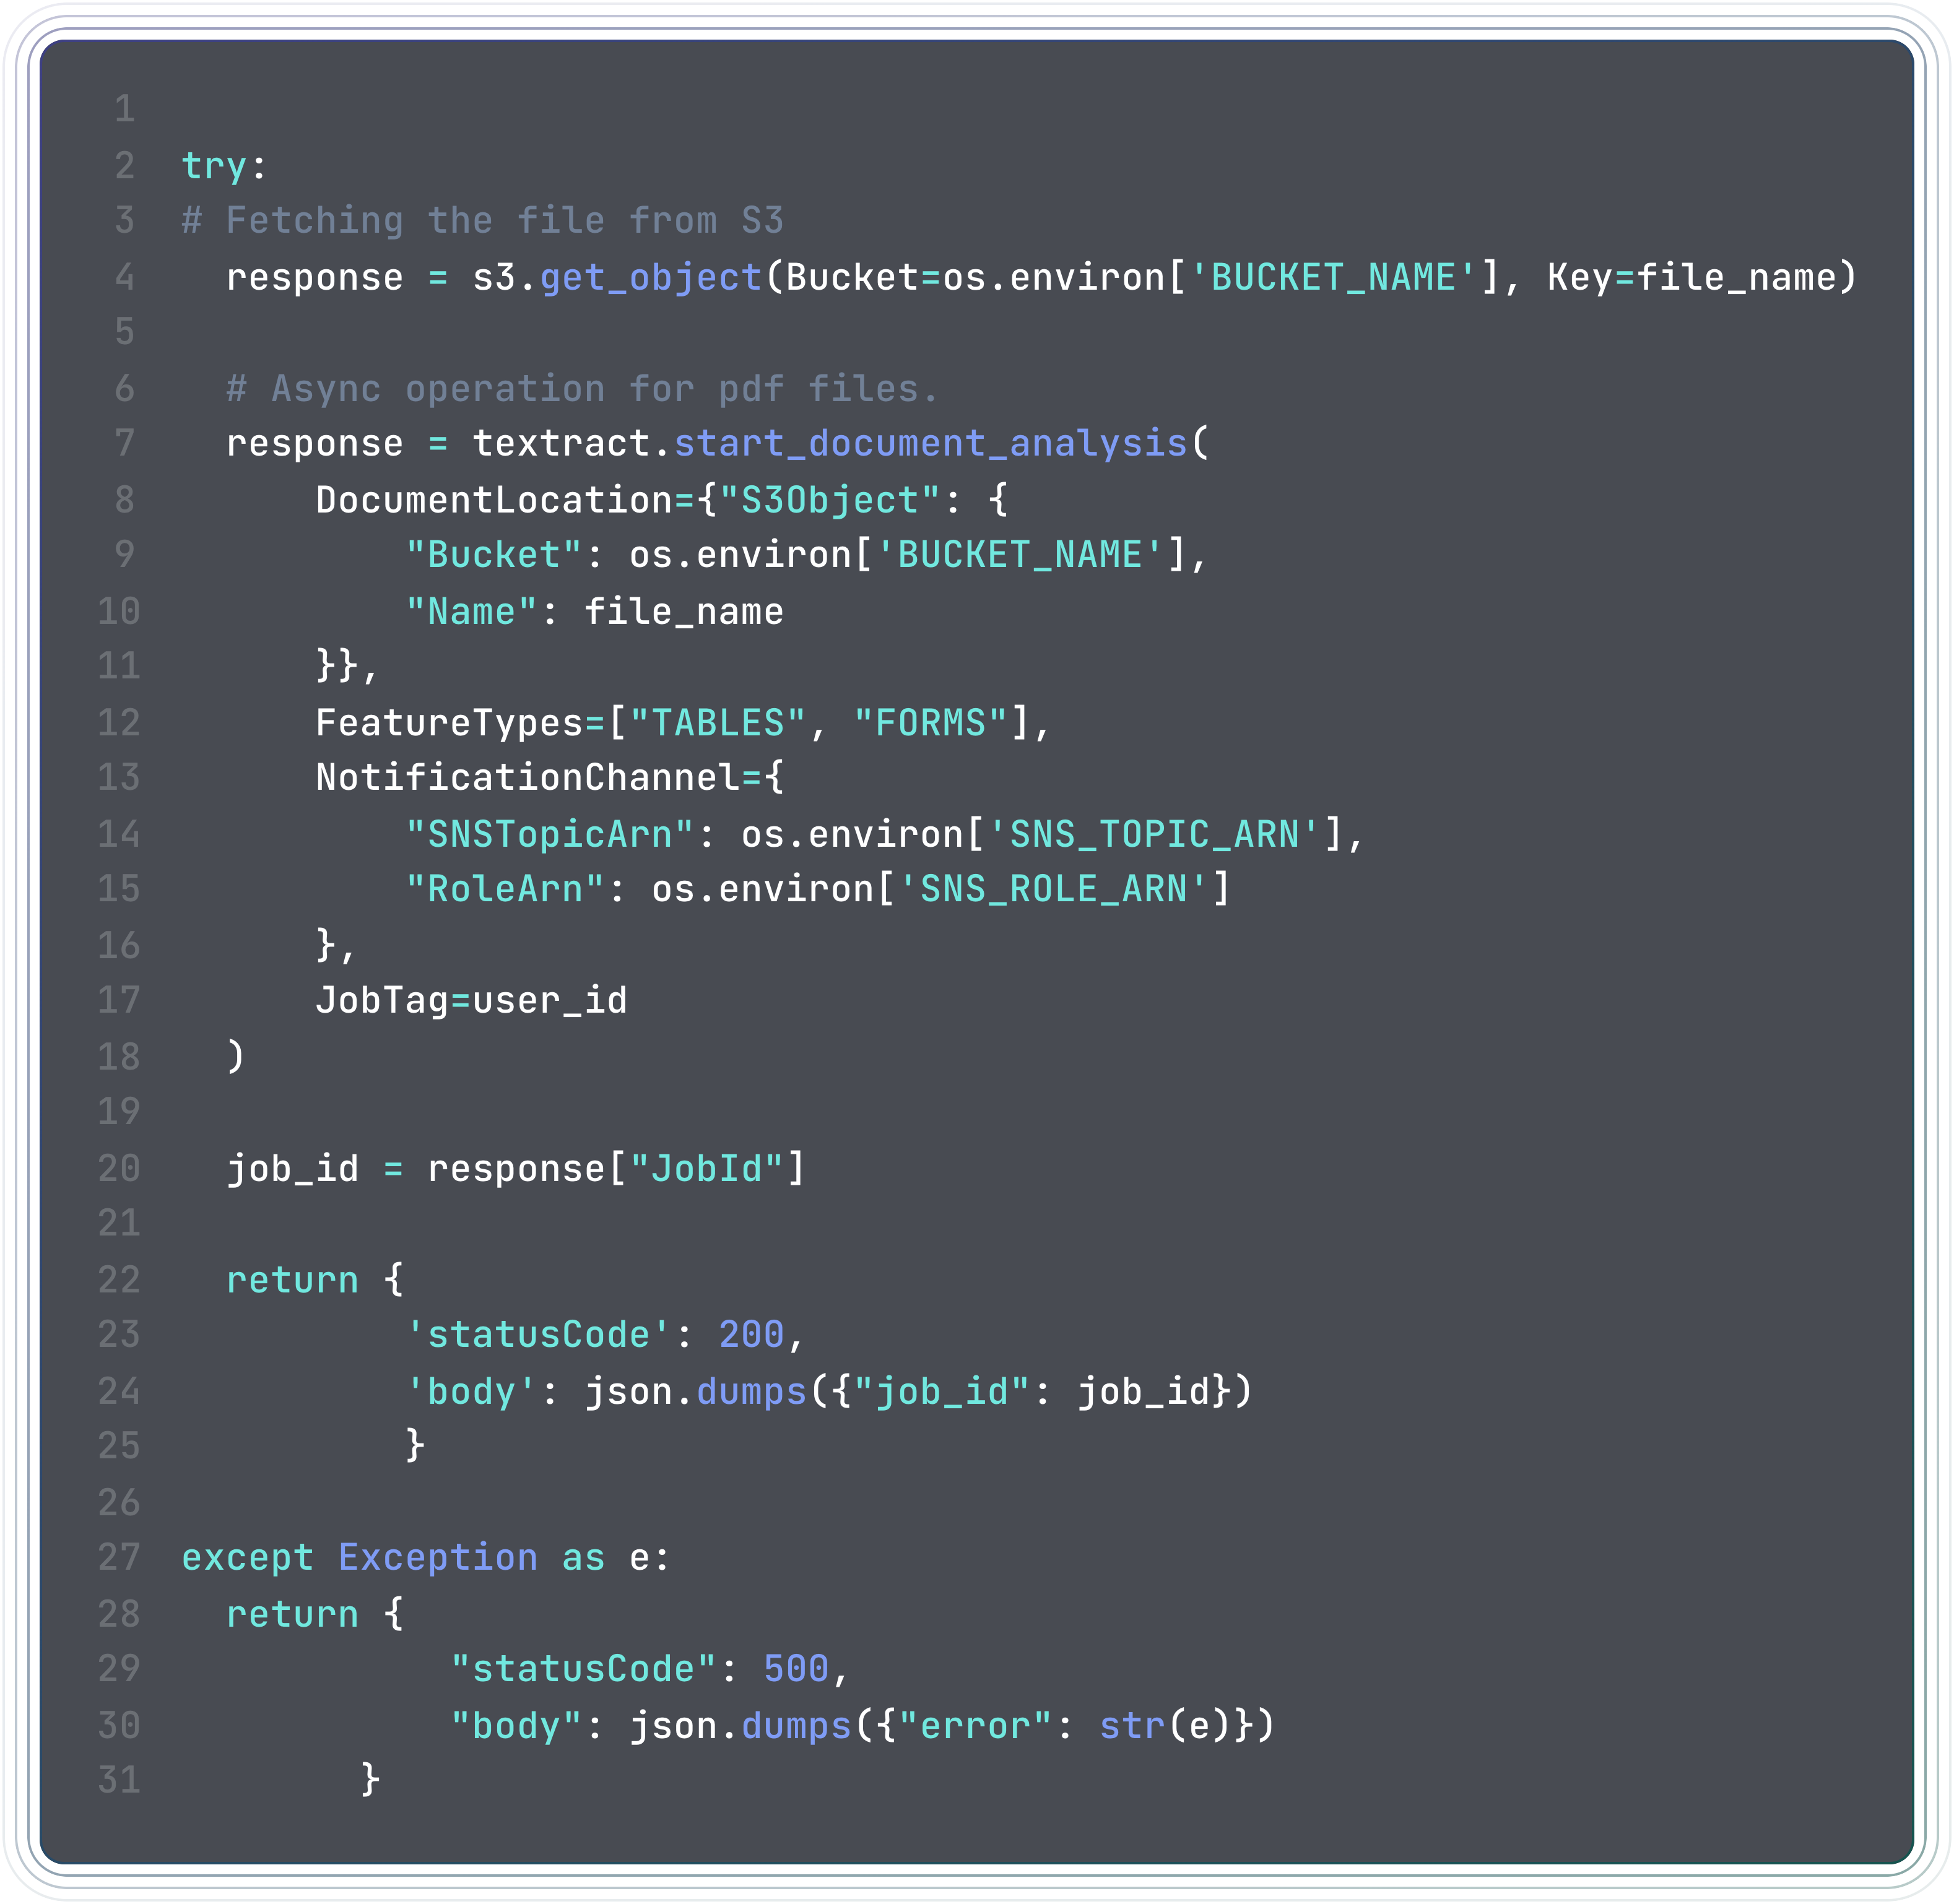 1
2 try:
3 # Fetching the file from S3
4   response = s3.get_object(Bucket=os.environ['BUCKET_NAME'], Key=file_name)
5
6   # Async operation for pdf files.
7   response = textract.start_document_analysis(
8       DocumentLocation={"S3Object": {
9           "Bucket": os.environ['BUCKET_NAME'],
10           "Name": file_name
11       }},
12       FeatureTypes=["TABLES", "FORMS"],
13       NotificationChannel={
14           "SNSTopicArn": os.environ['SNS_TOPIC_ARN'],
15           "RoleArn": os.environ['SNS_ROLE_ARN']
16       },
17       JobTag=user_id
18   )
19
20   job_id = response["JobId"]
21
22   return {
23           'statusCode': 200,
24           'body': json.dumps({"job_id": job_id})
25           }
26
27 except Exception as e:
28   return {
29             "statusCode": 500,
30             "body": json.dumps({"error": str(e)})
31         }